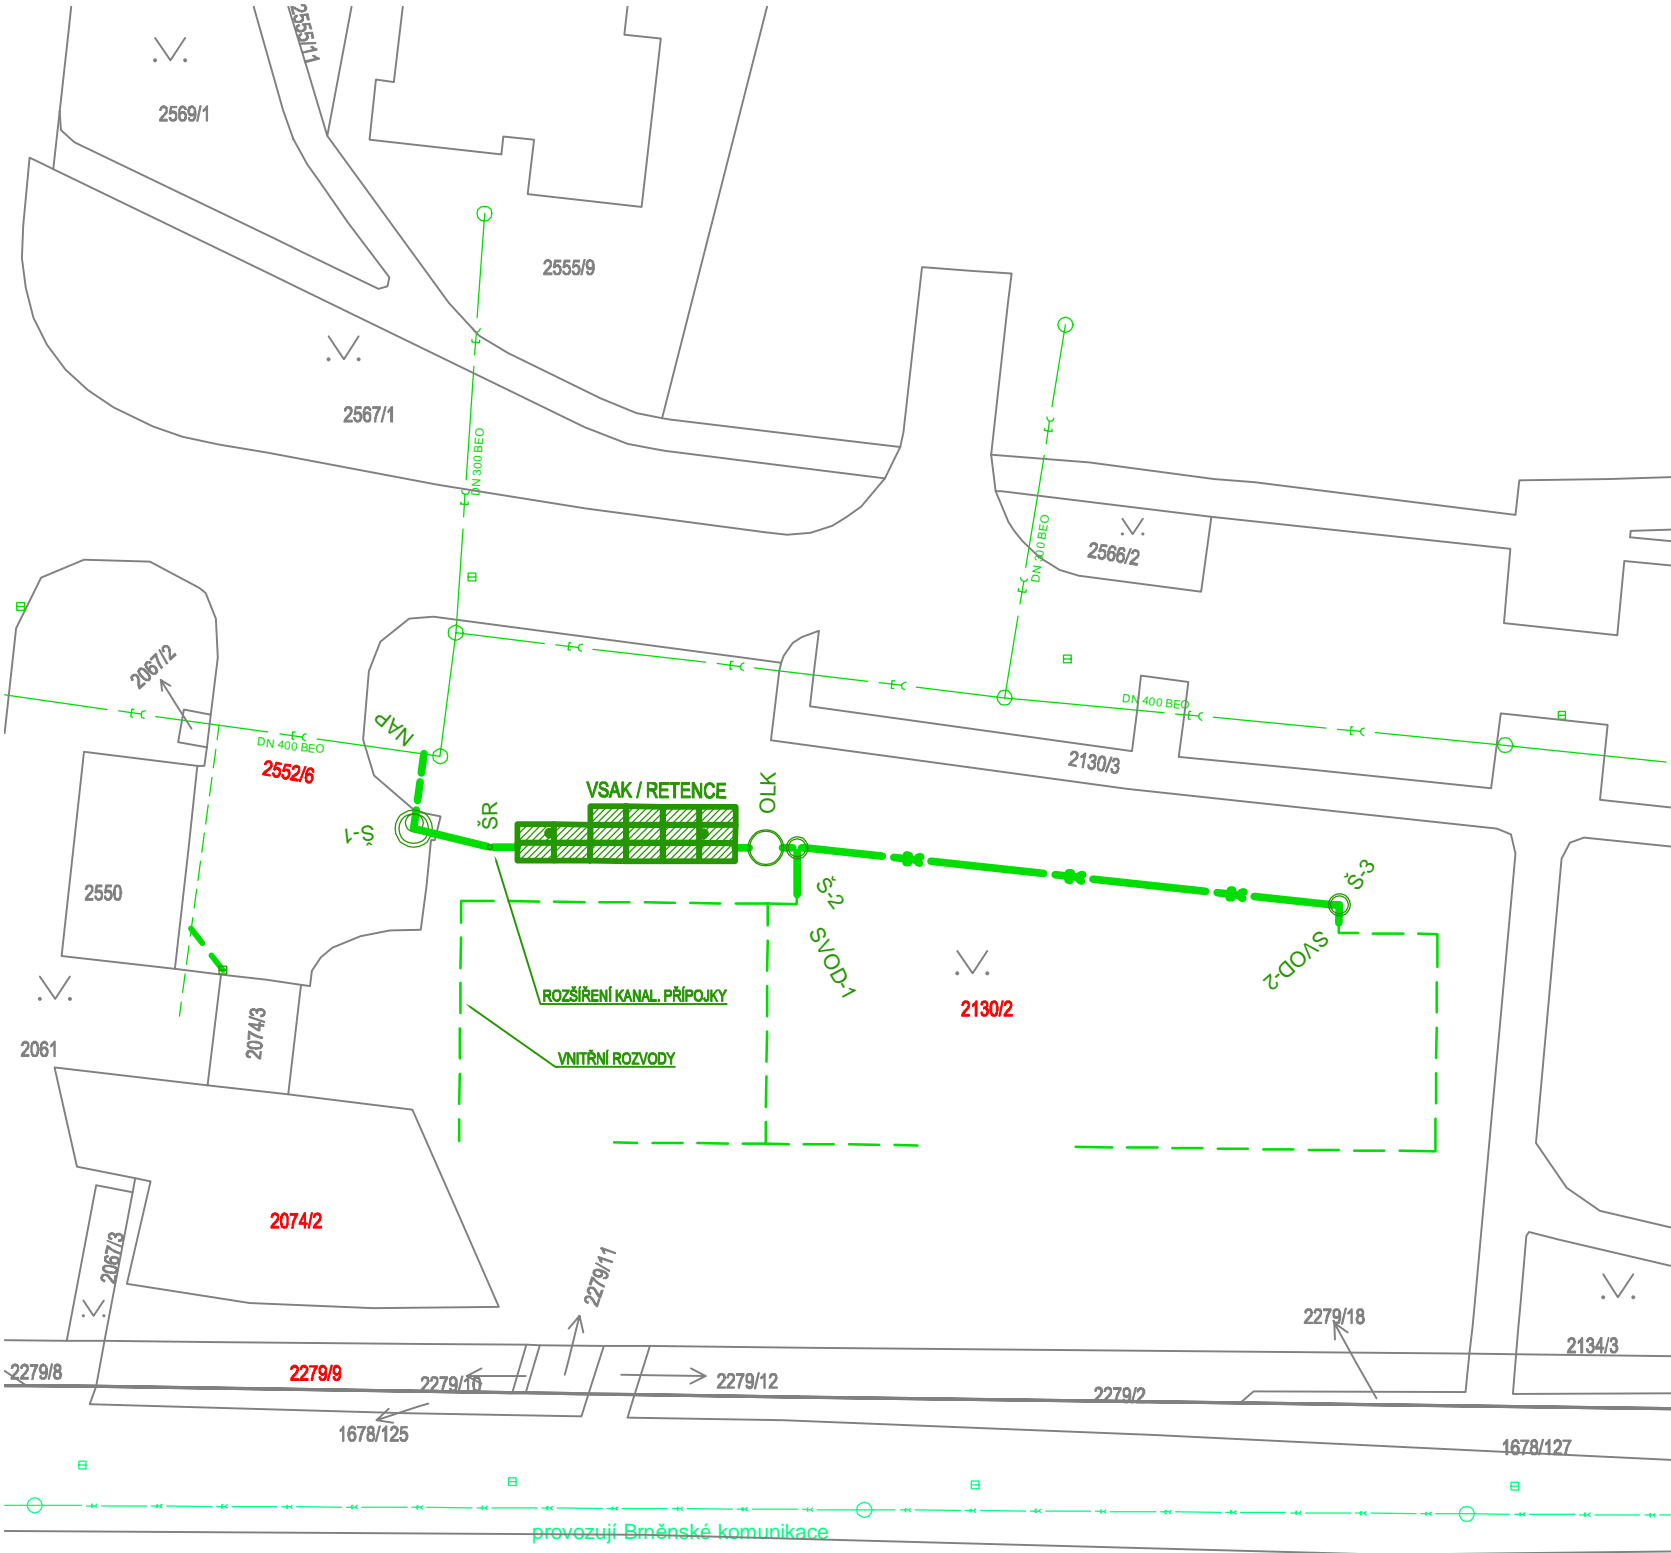 2555/11
2569/1
2555/9
2567/1
DN 300 BEO
DN 300 BEO
2566/2
2067/2
DN 400 BEO
NAP
DN 400 BEO
2552/6
2130/3
VSAK / RETENCE
OLK
ŠR
Š-1
2550
Š-2
Š-3
SVOD-1
SVOD-2
ROZŠÍŘENÍ KANAL. PŘÍPOJKY
2130/2
2074/3
2061
VNITŘNÍ ROZVODY
2074/2
2067/3
2279/11
2279/18
2134/3
2279/8
2279/9
2279/10
2279/12
2279/2
1678/125
1678/127
provozují Brněnské komunikace